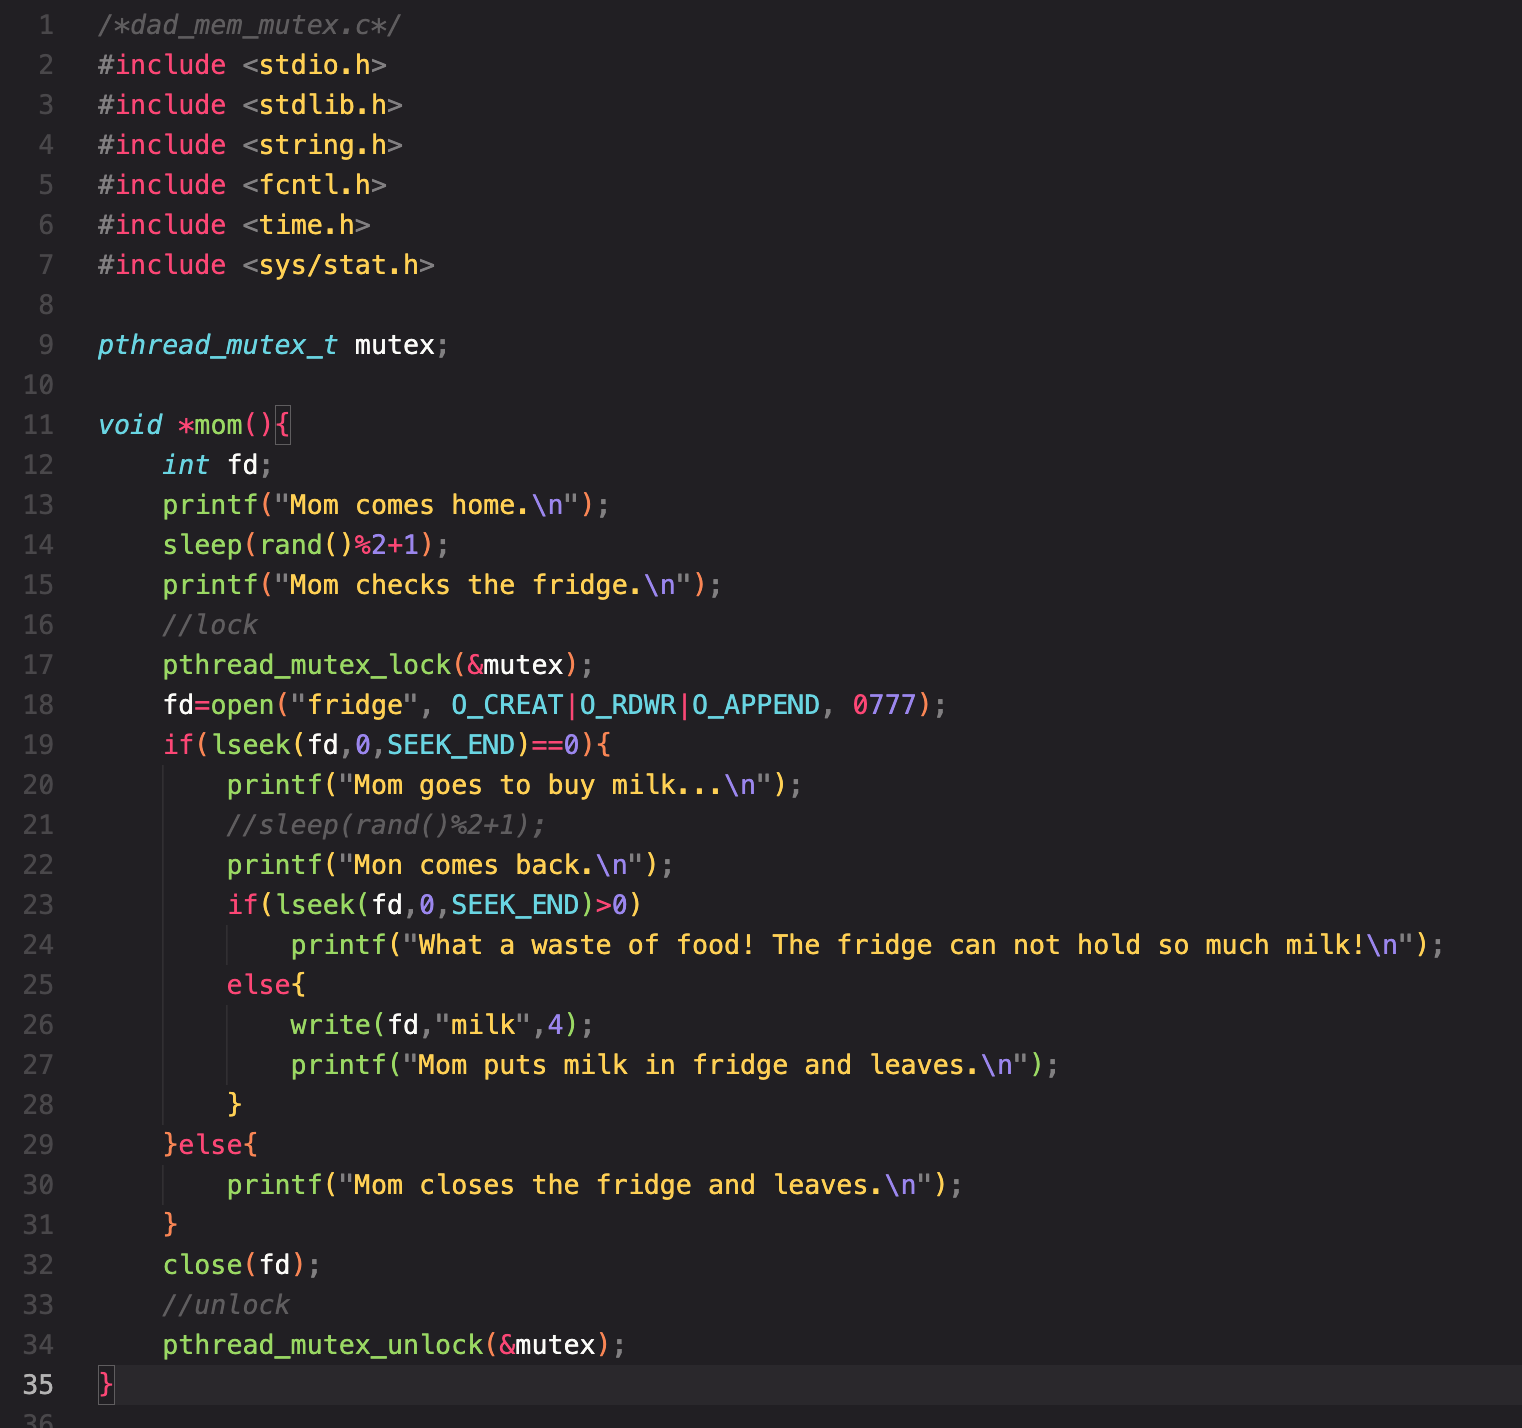 1 /*dad_mem_mutex.c*/
2 #include <stdio.h>
3 #include <stdlib.h>
4 #include <string.h>
5 #include <fcntl.h>
6 #include <time.h>
7 #include <sys/stat.h>
8
9 pthread_mutex_t mutex;
10
11 void *mom(){
12     int fd;
13     printf("Mom comes home.\n");
14     sleep(rand()%2+1);
15     printf("Mom checks the fridge.\n");
16     //lock
17     pthread_mutex_lock(&mutex);
18     fd=open("fridge", O_CREAT|O_RDWR|O_APPEND, 0777);
19     if(lseek(fd,0,SEEK_END)==0){
20         printf("Mom goes to buy milk...\n");
21         //sleep(rand()%2+1);
22         printf("Mon comes back.\n");
23         if(lseek(fd,0,SEEK_END)>0)
24             printf("What a waste of food! The fridge can not hold so much milk!\n");
25         else{
26             write(fd,"milk",4);
27             printf("Mom puts milk in fridge and leaves.\n");
28         }
29     }else{
30         printf("Mom closes the fridge and leaves.\n");
31     }
32     close(fd);
33     //unlock
34     pthread_mutex_unlock(&mutex);
35 }
36